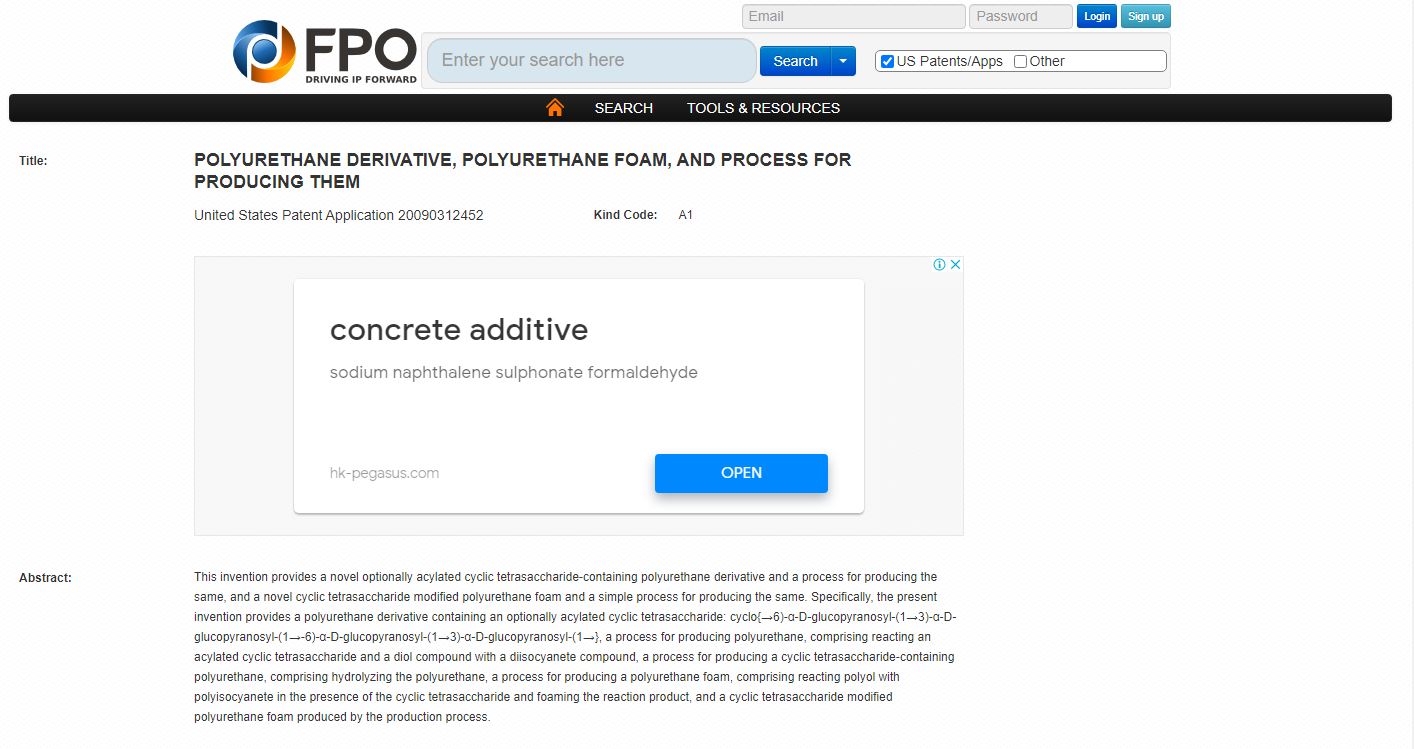 Email Password Login Sign up
FPO
DRIVING IP FORWARD
Enter your search here Search US Patents/Apps Other
SEARCH TOOLS & RESOURCES
Title: POLYURETHANE DERIVATIVE, POLYURETHANE FOAM, AND PROCESS FOR
PRODUCING THEM
United States Patent Application 20090312452 Kind Code: A1
concrete additive
sodium naphthalene sulphonate formaldehyde
hk-pegasus.com OPEN
Abstract: This invention provides a novel optionally acylated cyclic tetrasaccharide-containing polyurethane derivative and a process for producing the
same, and a novel cyclic tetrasaccharide modified polyurethane foam and a simple process for producing the same. Specifically, the present
invention provides a polyurethane derivative containing an optionally acylated cyclic tetrasaccharide: cyclo{→6)-α-D-glucopyranosyl-(1→3)-α-D-
glucopyranosyl-(1→-6)-α-D-glucopyranosyl-(1→3)-α-D-glucopyranosyl-(1→}, a process for producing polyurethane, comprising reacting an
acylated cyclic tetrasaccharide and a diol compound with a diisocyanete compound, a process for producing a cyclic tetrasaccharide-containing
polyurethane, comprising hydrolyzing the polyurethane, a process for producing a polyurethane foam, comprising reacting polyol with
polyisocyanete in the presence of the cyclic tetrasaccharide and foaming the reaction product, and a cyclic tetrasaccharide modified
polyurethane foam produced by the production process.